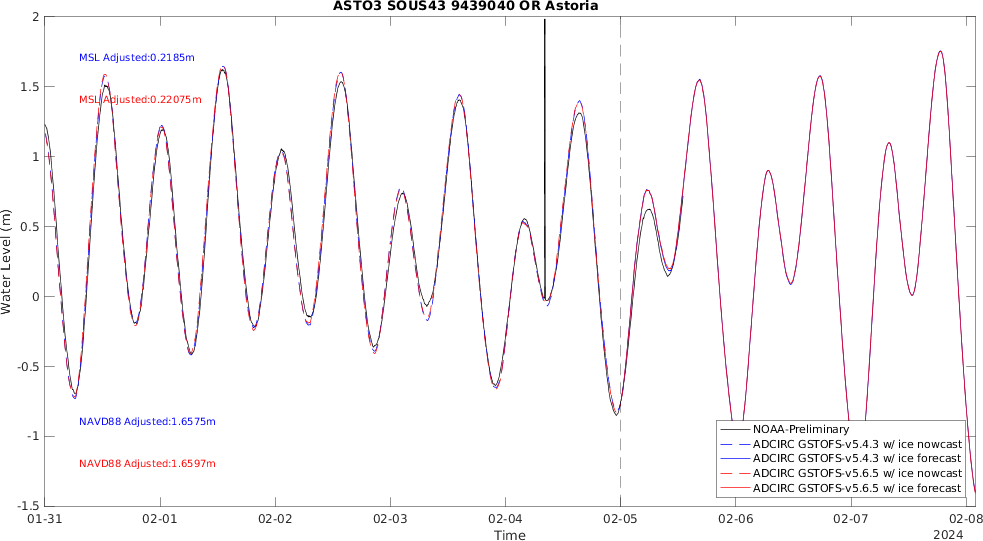 ASTO3 SOUS43 9439040 OR Astoria
2
1.5
1
0.5
0
-0.5
-1
-1.5
Water Level (m)
MSL Adjusted:0.2185m
MSL Adjusted:0.22075m
NAVD88 Adjusted:1.6575m
NAVD88 Adjusted:1.6597m
NOAA-Preliminary
ADCIRC GSTOFS-v5.4.3 w/ ice nowcast
ADCIRC GSTOFS-v5.4.3 w/ ice forecast
ADCIRC GSTOFS-v5.6.5 w/ ice nowcast
ADCIRC GSTOFS-v5.6.5 w/ ice forecast
01-31 02-01 02-02 02-03 02-04 02-05 02-06 02-07 02-08
Time
2024